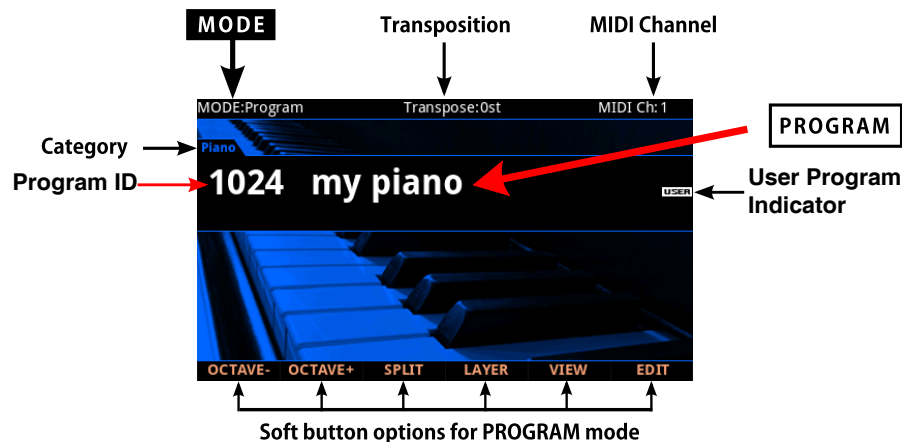 MODE
Transposition
MIDI Channel
MODE:Program
Transpose:0st
MIDI Ch:1
PROGRAM
Category
Piano
Program ID
1024 my piano
USER
User Program
Indicator
OCTAVE-
OCTAVE+
SPLIT
LAYER
VIEW
EDIT
Soft button options for PROGRAM mode